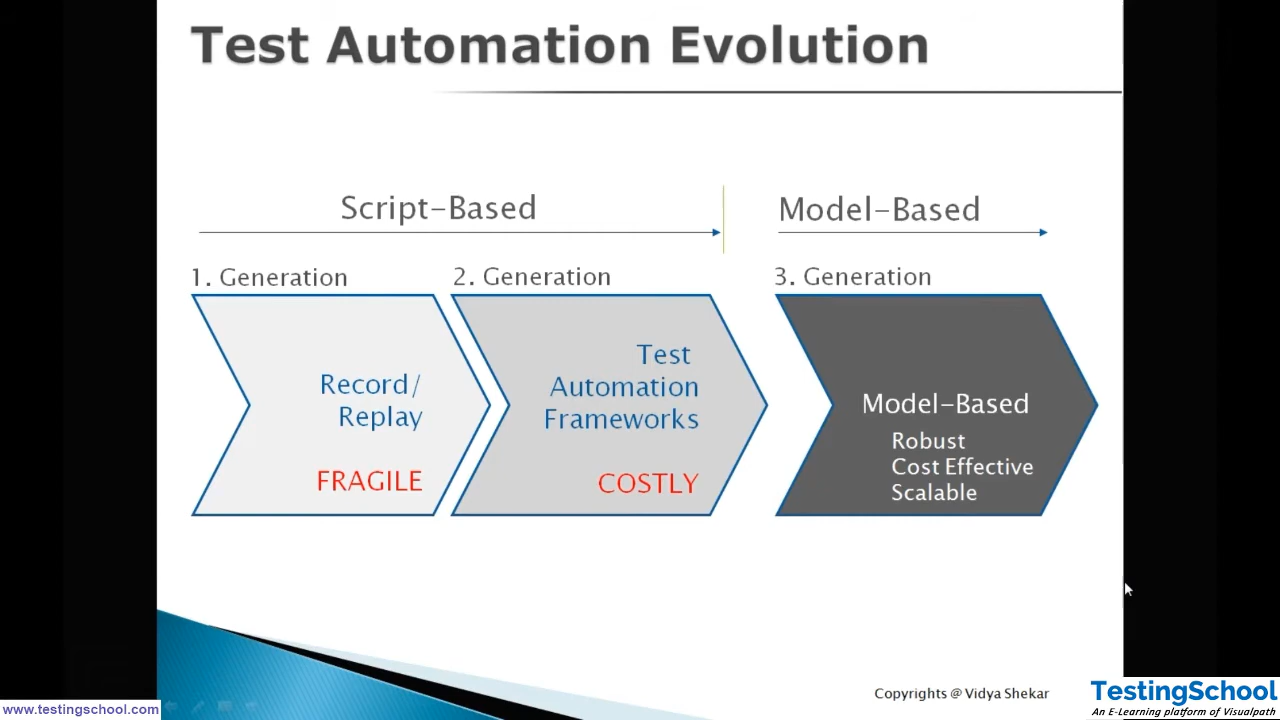 Test Automation Evolution
Script-Based
Model-Based
1. Generation
2. Generation
3. Generation
Record/
Replay
FRAGILE
Test
Automation
Frameworks
COSTLY
Model-Based
Robust
Cost Effective
Scalable
Copyrights @ Vidya Shekar
www.testingschool.com
TestingSchool
An E-Learning platform of Visualpath